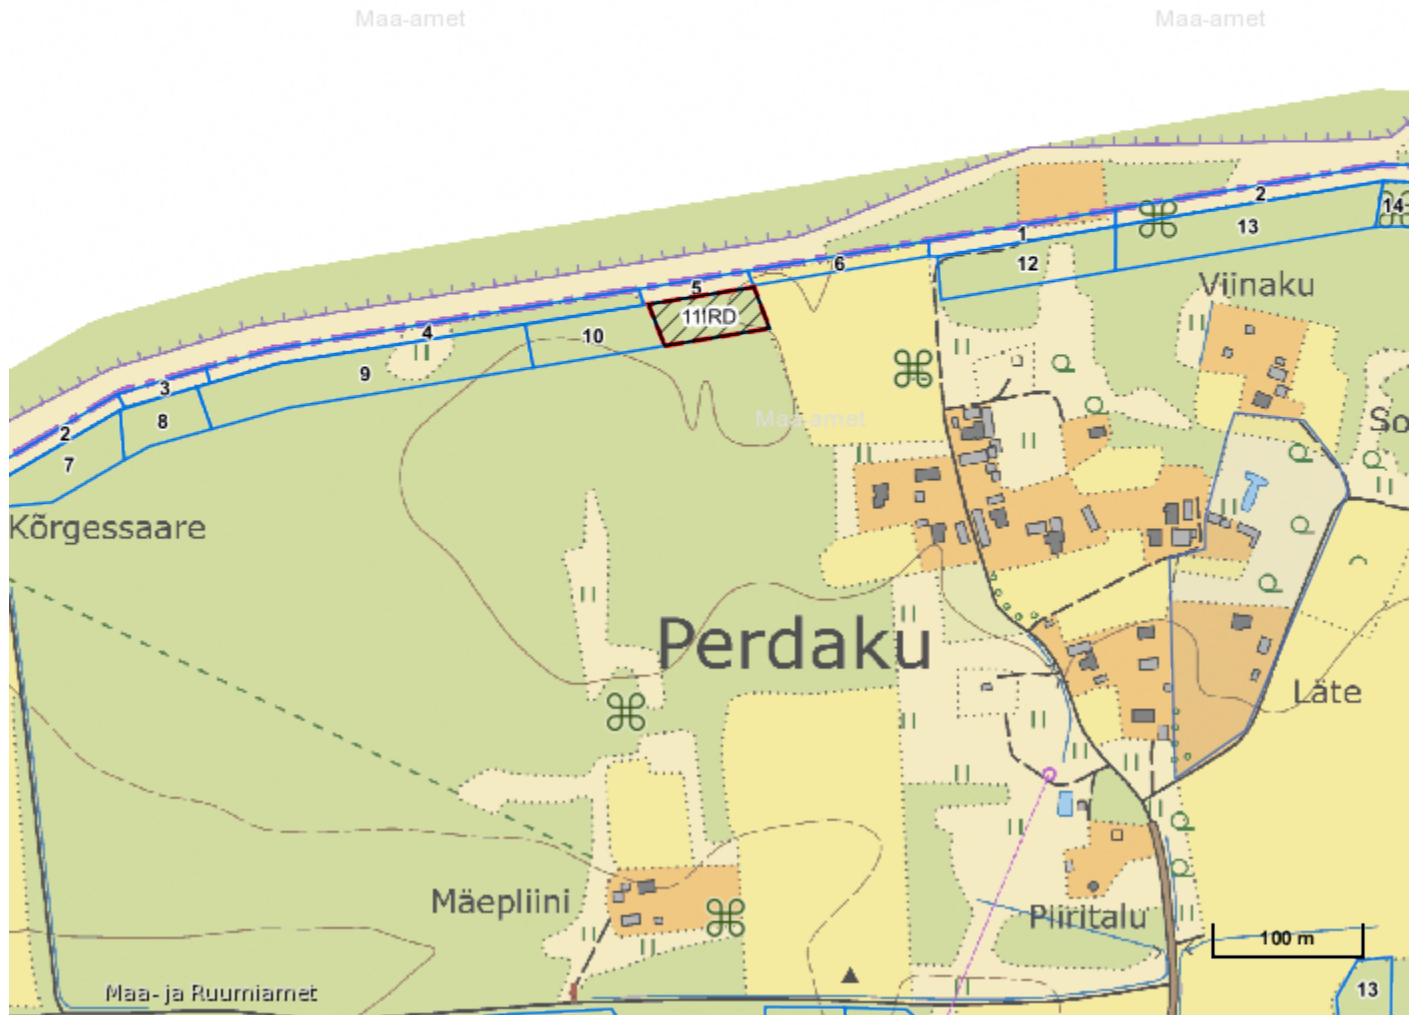 Maa-amet
Maa-amet
2
14
13
1
6
12
5
11 RD
4
10
3
9
8
2
7
Viinaku
Maa-amet
So
Kõrgessaare
Perdaku
Läte
Mäepliini
Piiritalu
100 m
Maa- ja Ruumiamet
13